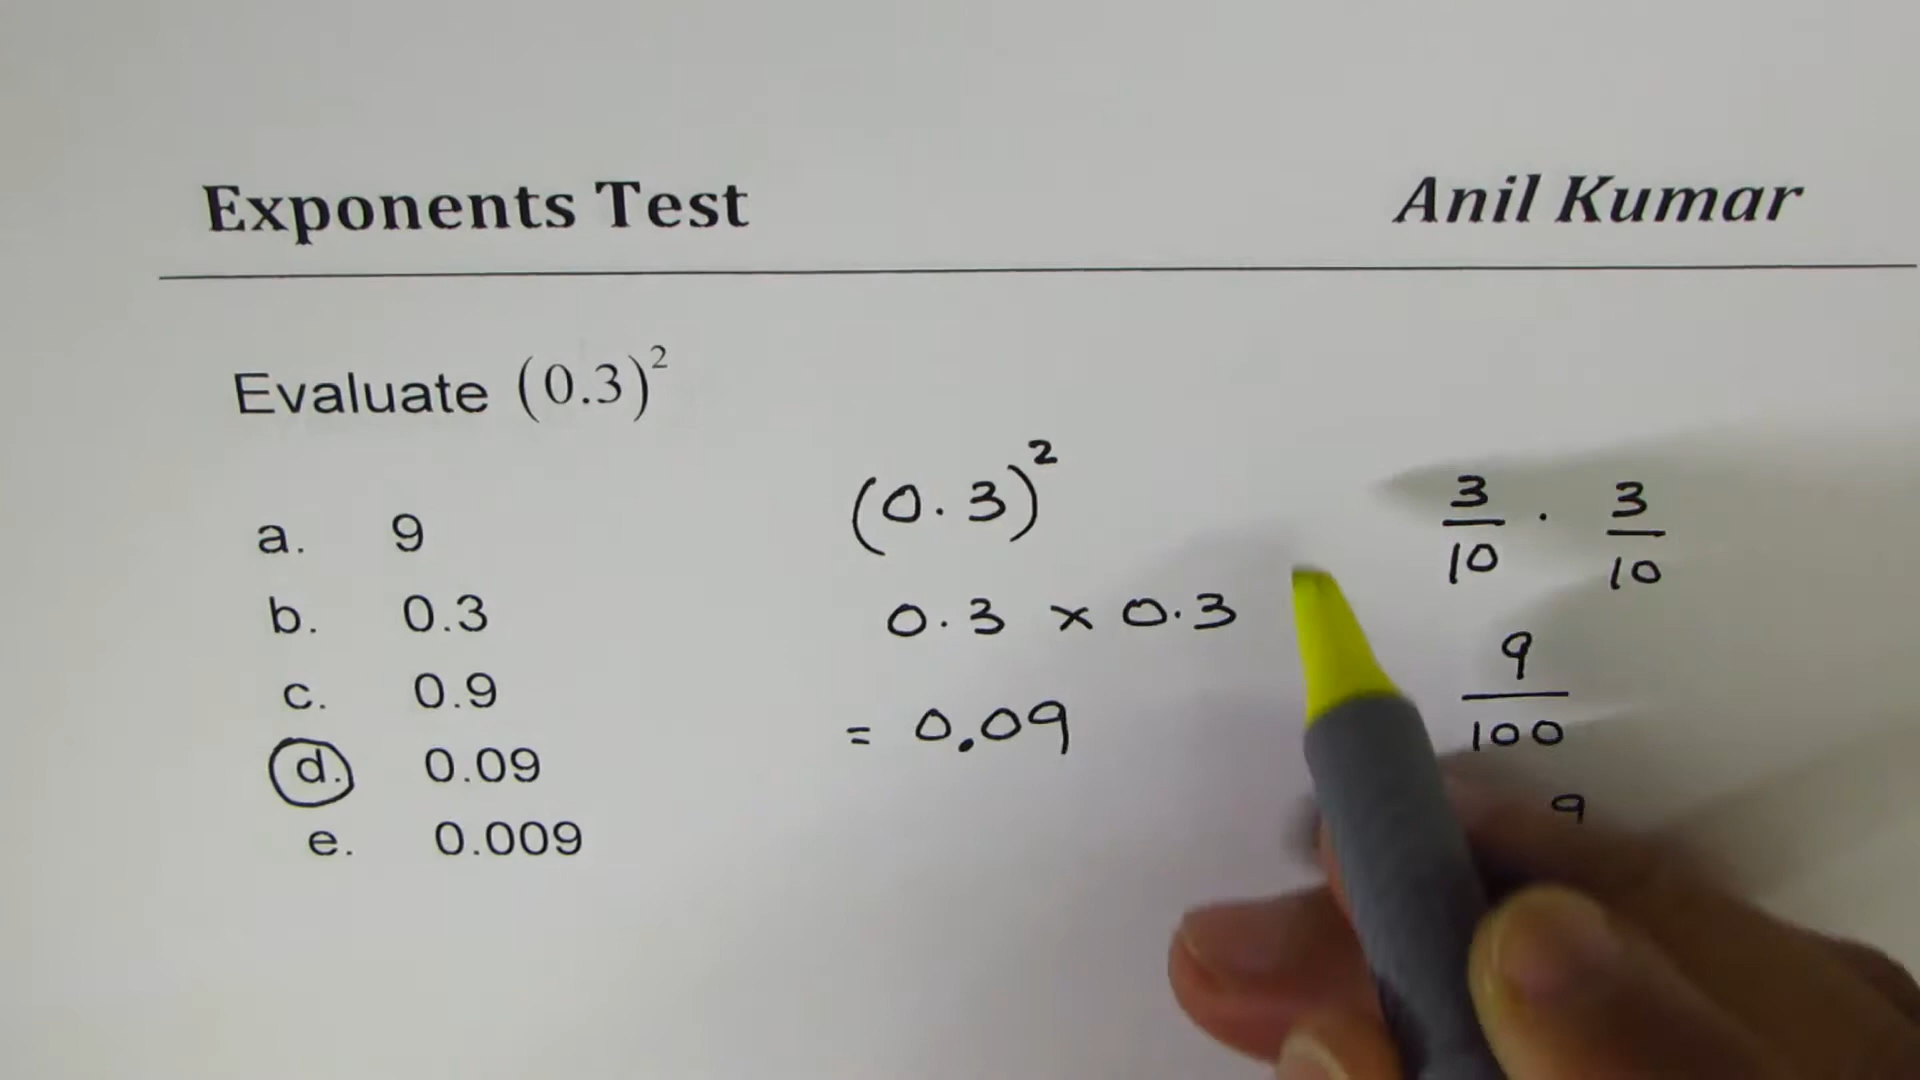 Exponents Test
Anil Kumar
Evaluate (0.3)²
a. 9
b. 0.3
c. 0.9
d. 0.09
e. 0.009
(0.3)²
0.3 × 0.3
= 0.09
3/10 · 3/10
9/100
9